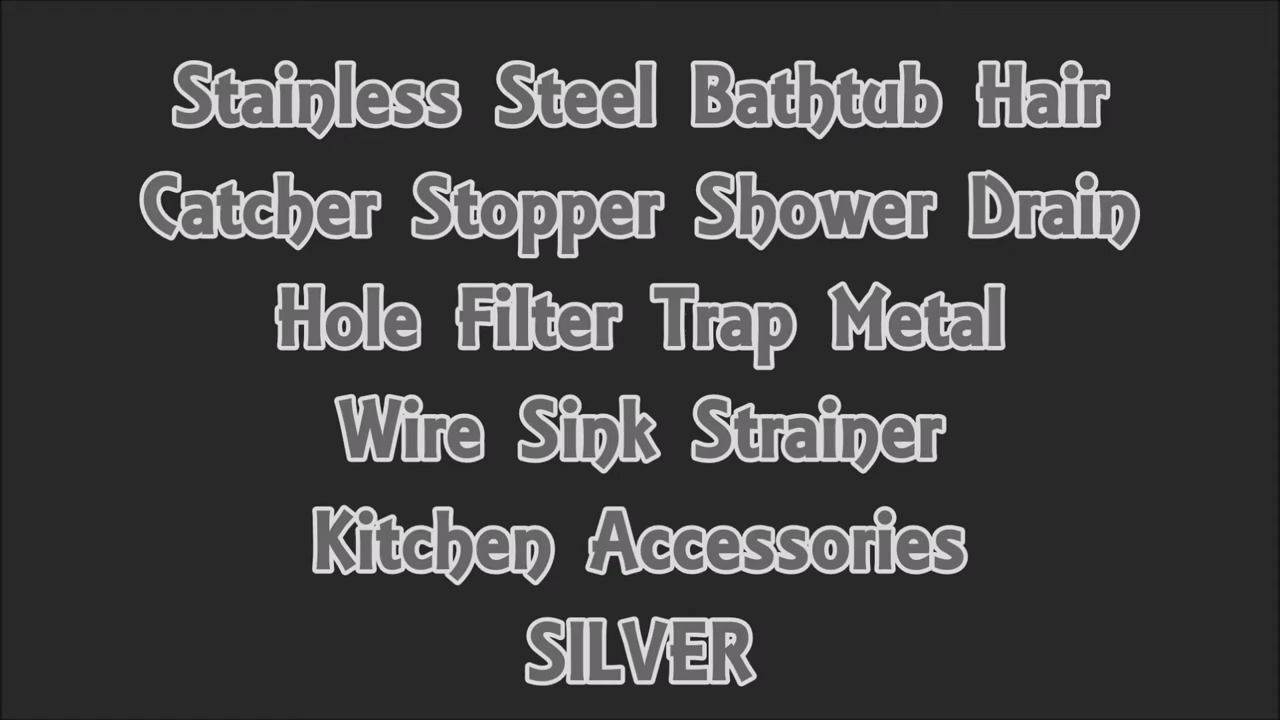 Stainless Steel Bathtub Hair
Catcher Stopper Shower Drain
Hole Filter Trap Metal
Wire Sink Strainer
Kitchen Accessories
SILVER